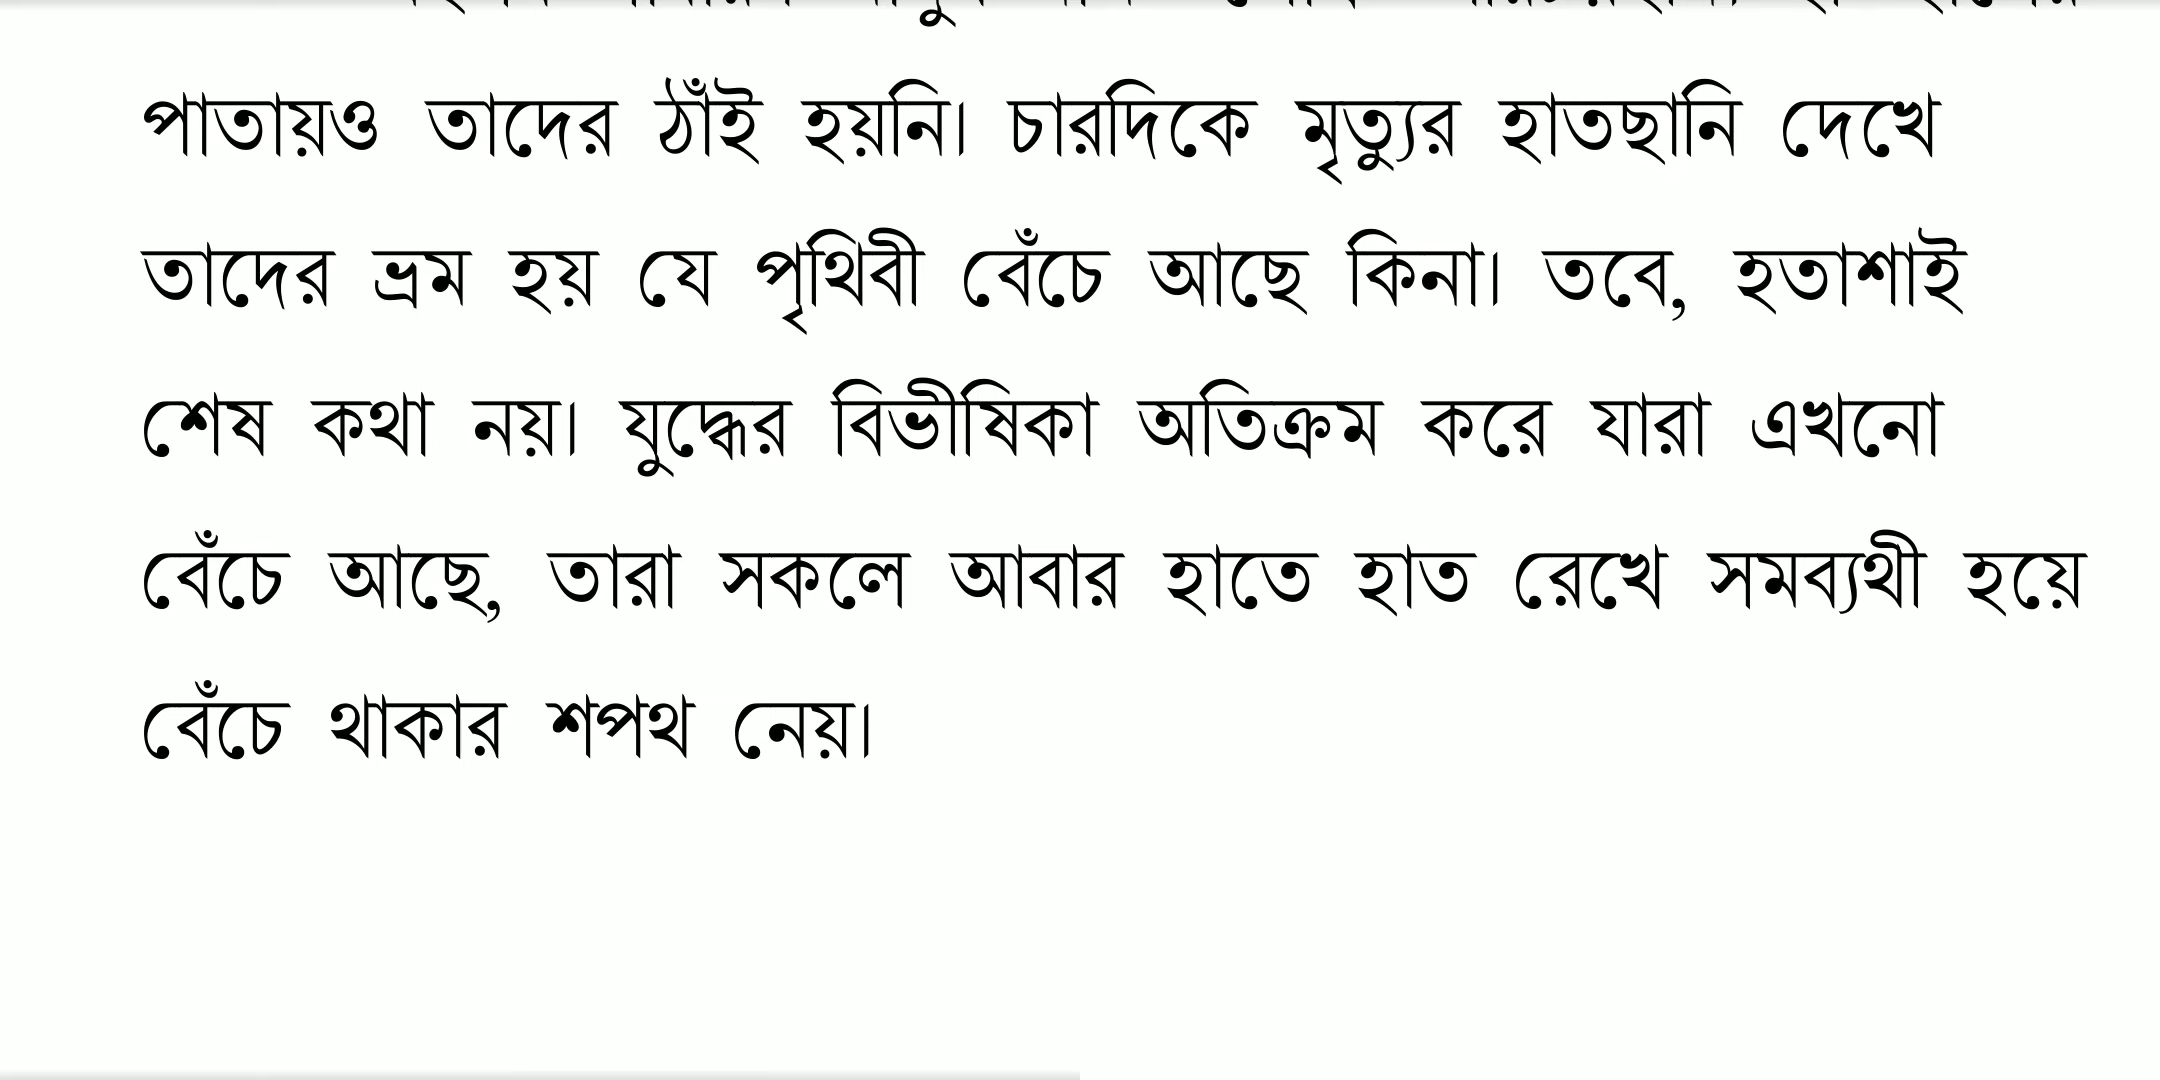 পাতায়ও তাদের ঠাঁই হয়নি। চারদিকে মৃত্যুর হাতছানি দেখে
তাদের ভ্রম হয় যে পৃথিবী বেঁচে আছে কিনা। তবে, হতাশাই
শেষ কথা নয়। যুদ্ধের বিভীষিকা অতিক্রম করে যারা এখনো
বেঁচে আছে, তারা সকলে আবার হাতে হাত রেখে সমব্যথী হয়ে
বেঁচে থাকার শপথ নেয়।